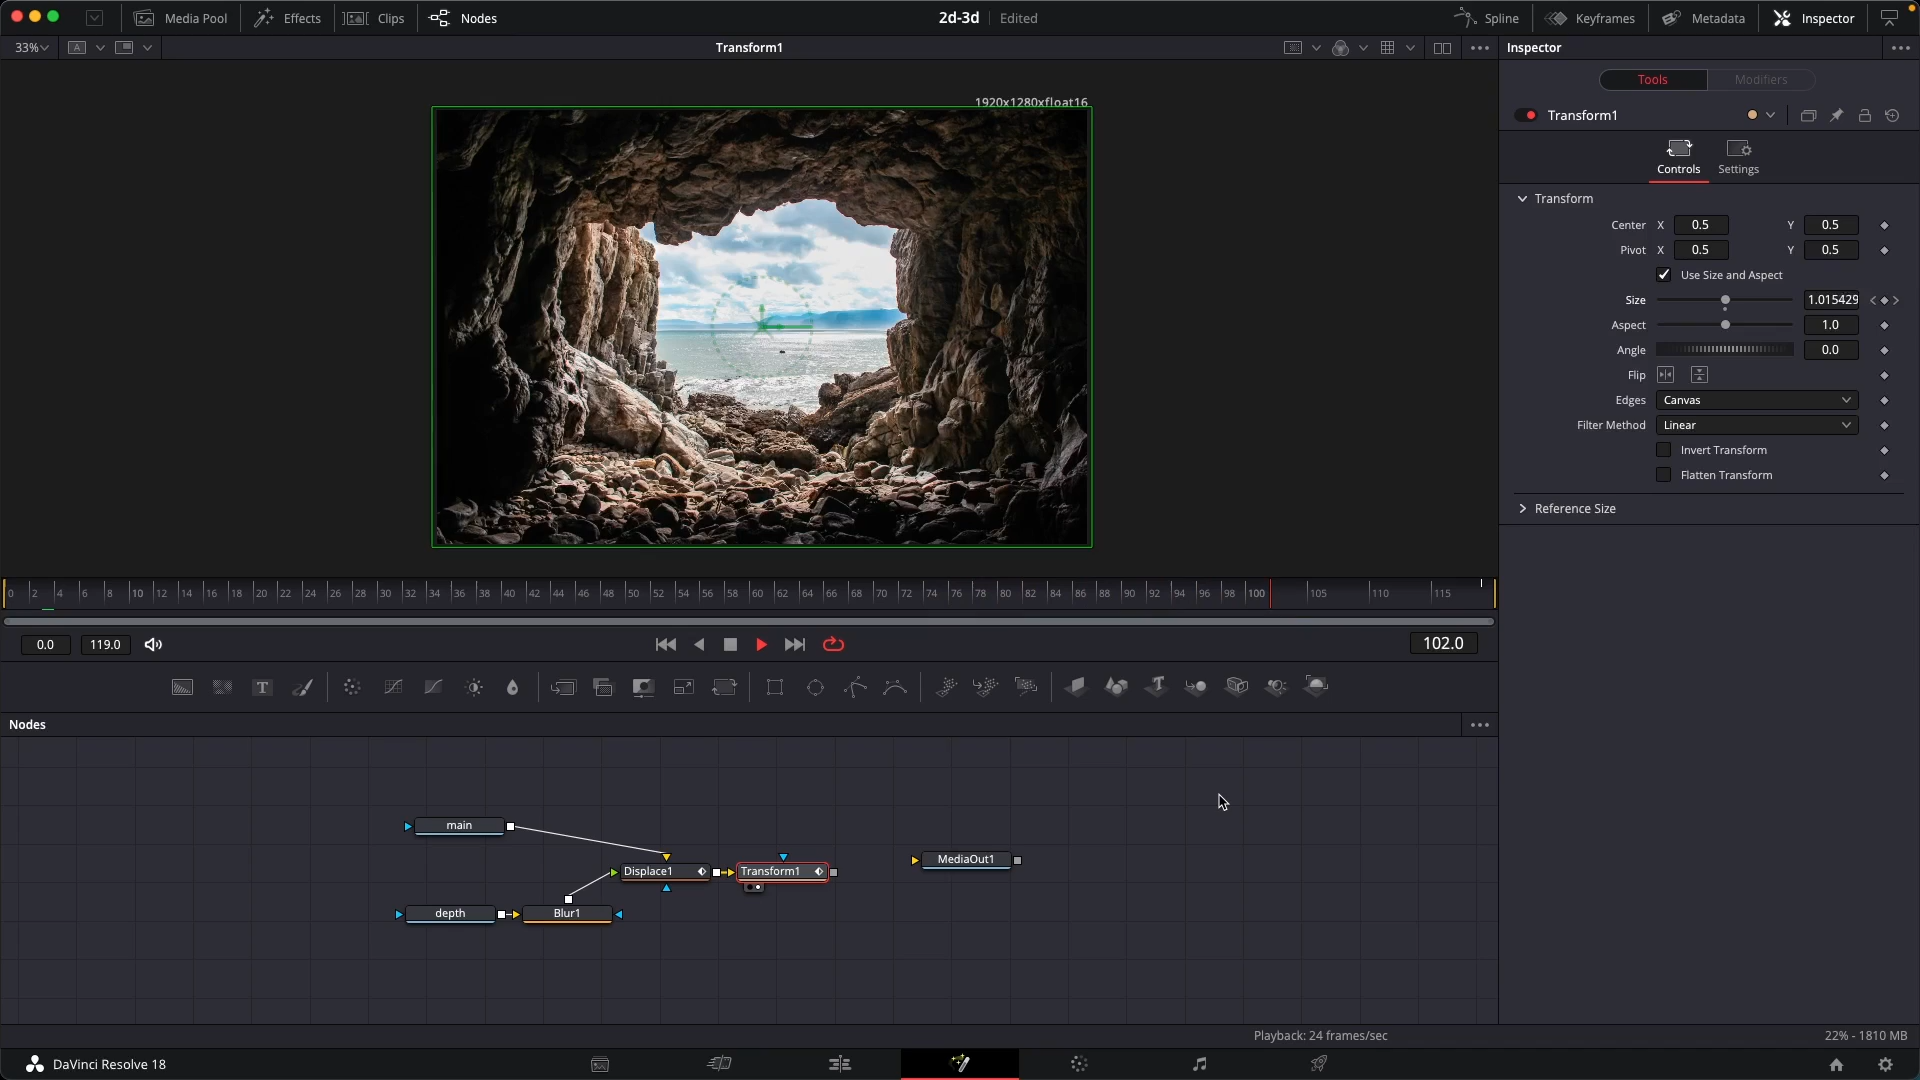 Media Pool
Effects
Clips
Nodes
2d-3d
Edited
Spline
Keyframes
Metadata
Inspector
33%
A
Transform1
Inspector
1920x1280xfloat16
Tools
Modifiers
Transform1
Controls
Settings
Transform
Center X 0.5 Y 0.5
Pivot X 0.5 Y 0.5
Use Size and Aspect
Size 1.015429
Aspect 1.0
Angle 0.0
Flip
Edges Canvas
Filter Method Linear
Invert Transform
Flatten Transform
Reference Size
0 2 4 6 8 10 12 14 16 18 20 22 24 26 28 30 32 34 36 38 40 42 44 46 48 50 52 54 56 58 60 62 64 66 68 70 72 74 76 78 80 82 84 86 88 90 92 94 96 98 100 105 110 115
0.0
119.0
102.0
T
T
Nodes
main
Displace1
Transform1
MediaOut1
depth
Blur1
Playback: 24 frames/sec
22% - 1810 MB
DaVinci Resolve 18